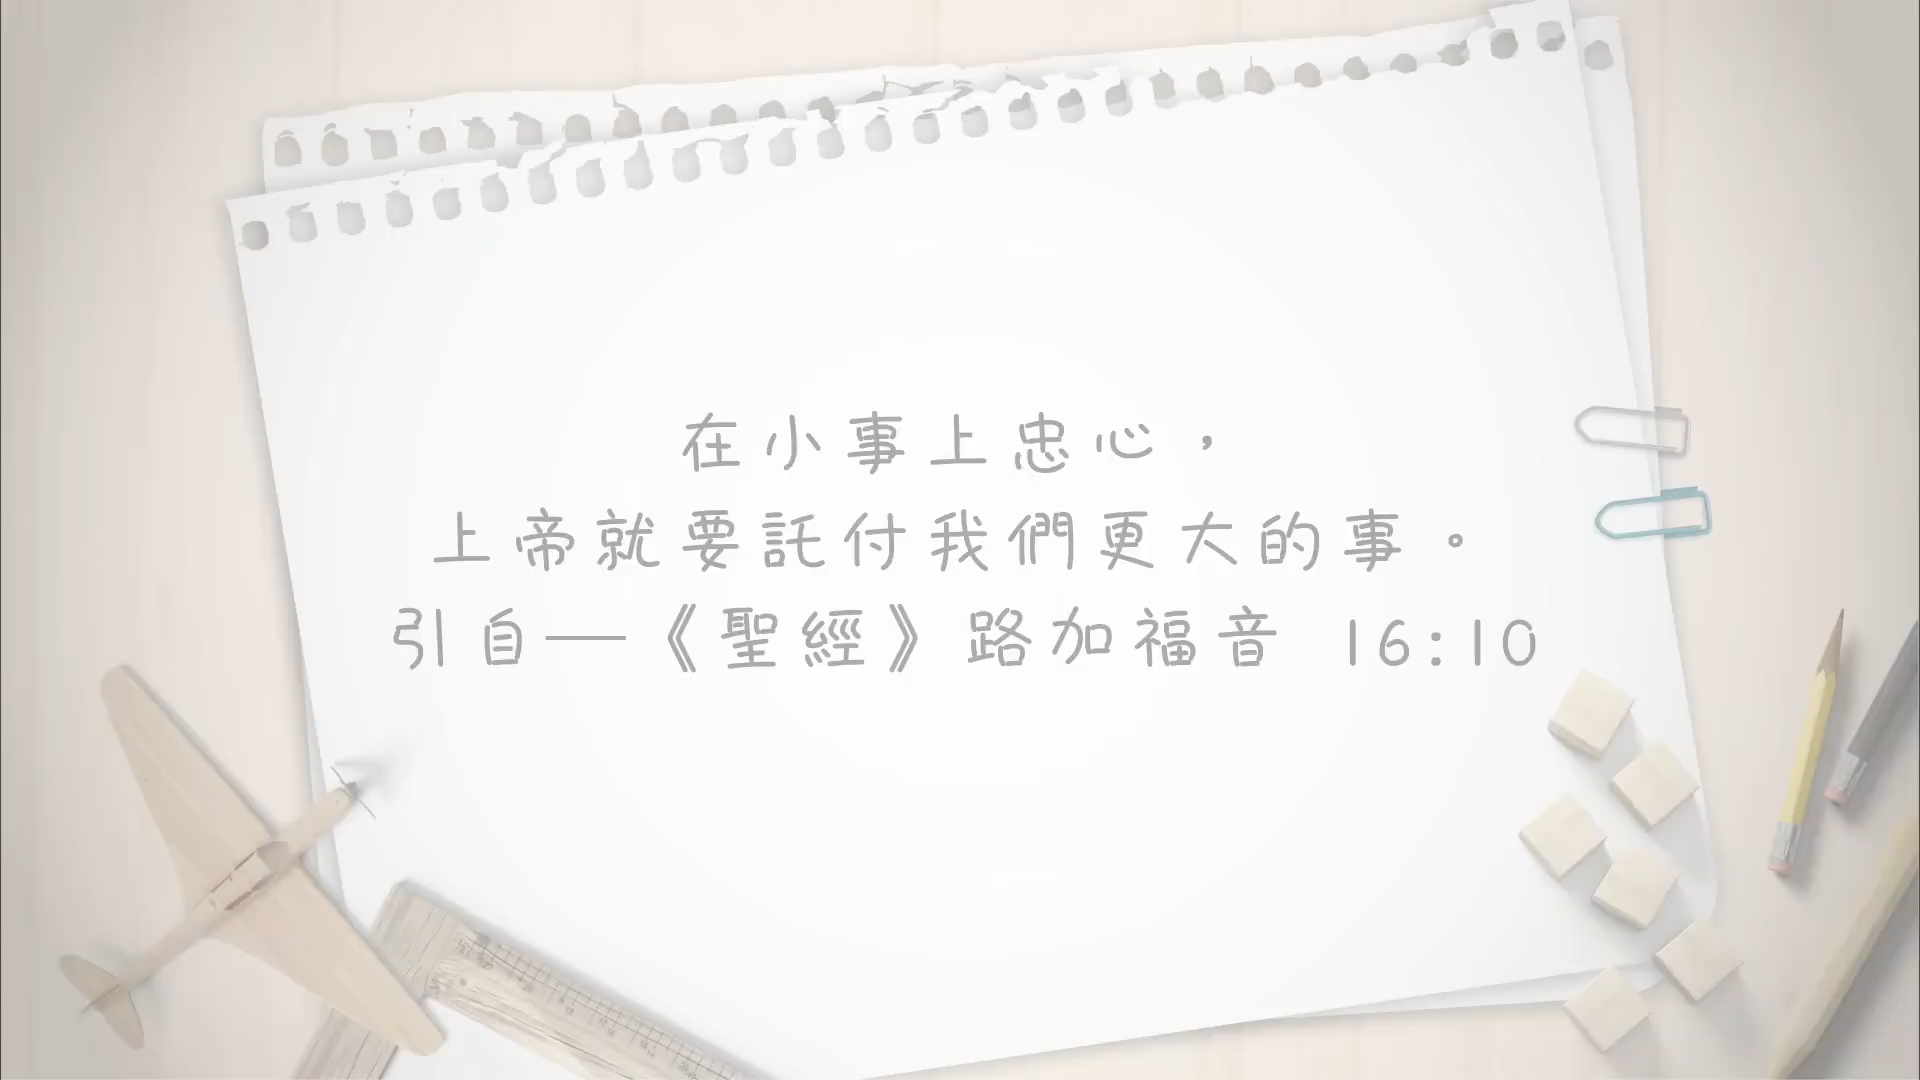 在小事上忠心，
上帝就要託付我們更大的事。
引自—《聖經》路加福音 16:10